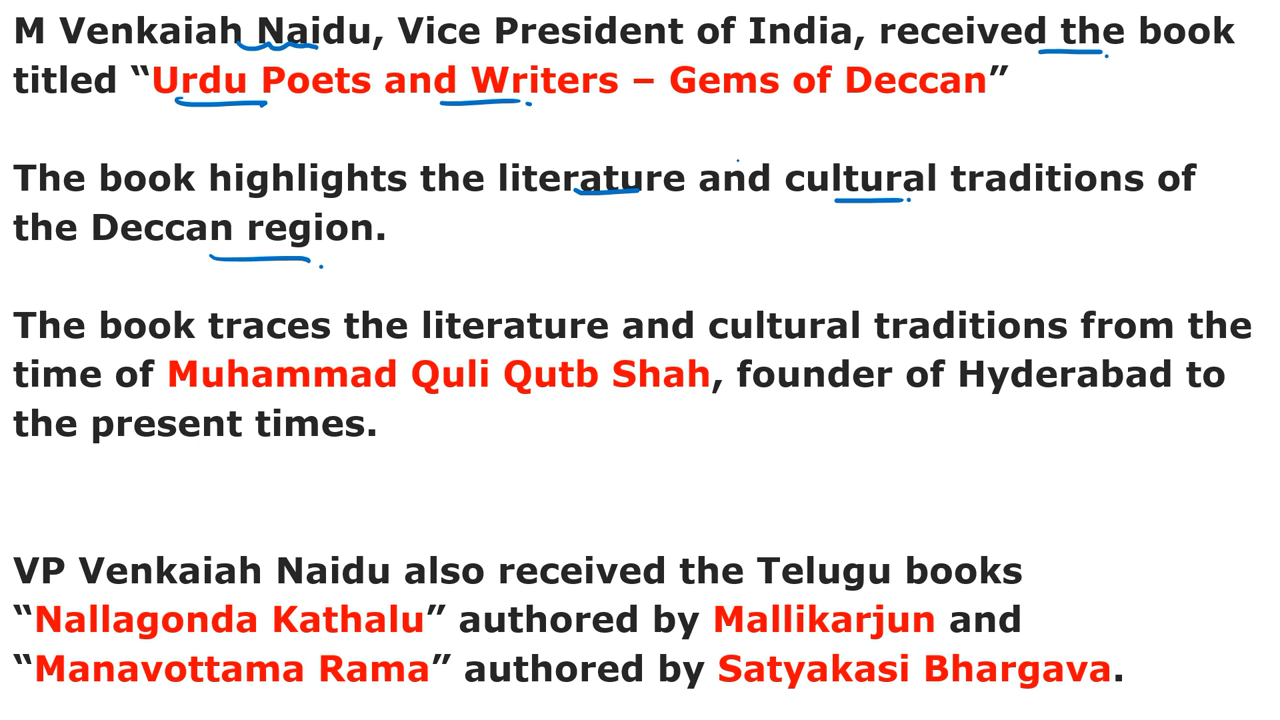 M Venkaiah Naidu, Vice President of India, received the book
titled “Urdu Poets and Writers – Gems of Deccan”
The book highlights the literature and cultural traditions of
the Deccan region.
The book traces the literature and cultural traditions from the
time of Muhammad Quli Qutb Shah, founder of Hyderabad to
the present times.
VP Venkaiah Naidu also received the Telugu books
“Nallagonda Kathalu” authored by Mallikarjun and
“Manavottama Rama” authored by Satyakasi Bhargava.